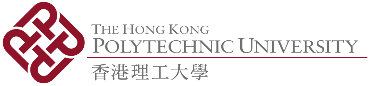 THE HONG KONG
POLYTECHNIC UNIVERSITY
香港理工大學